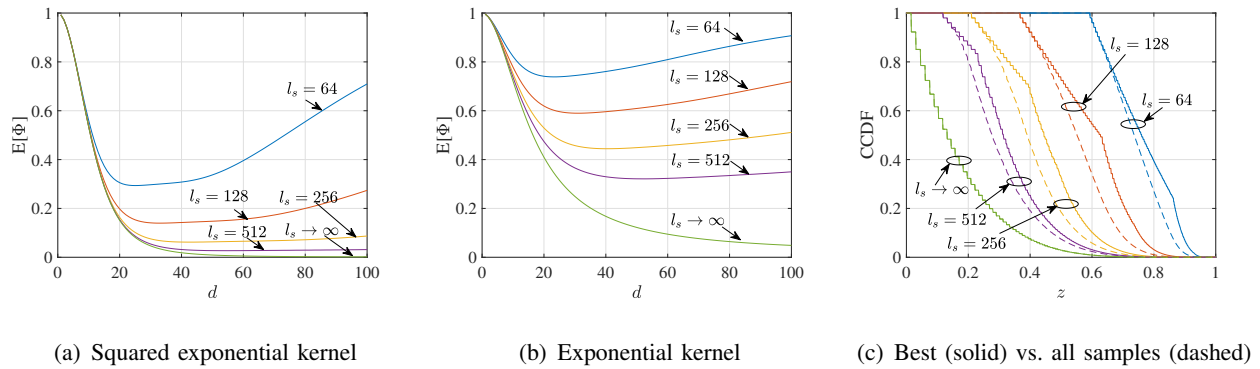 1
0.8
0.6
0.4
0.2
0
E[Φ]
l_s = 64
l_s = 128
l_s = 256
l_s = 512
l_s → ∞
0 20 40 60 80 100
d
(a) Squared exponential kernel
1
0.8
0.6
0.4
0.2
0
E[Φ]
l_s = 64
l_s = 128
l_s = 256
l_s = 512
l_s → ∞
0 20 40 60 80 100
d
(b) Exponential kernel
1
0.8
0.6
0.4
0.2
0
CCDF
l_s = 128
l_s = 64
l_s → ∞
l_s = 512
l_s = 256
0 0.2 0.4 0.6 0.8 1
z
(c) Best (solid) vs. all samples (dashed)